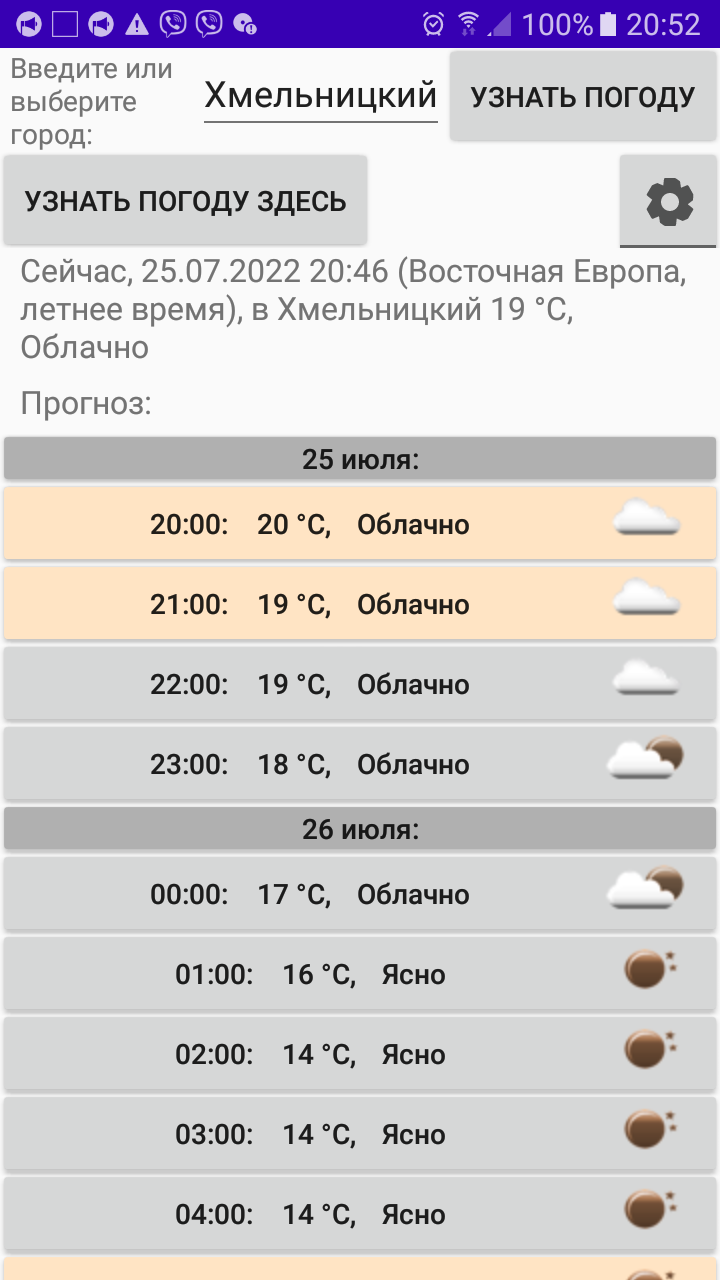 100% 20:52
Введите или
выберите
город:
Хмельницкий
УЗНАТЬ ПОГОДУ
УЗНАТЬ ПОГОДУ ЗДЕСЬ
Сейчас, 25.07.2022 20:46 (Восточная Европа,
летнее время), в Хмельницкий 19 °C,
Облачно
Прогноз:
25 июля:
20:00: 20 °C, Облачно
21:00: 19 °C, Облачно
22:00: 19 °C, Облачно
23:00: 18 °C, Облачно
26 июля:
00:00: 17 °C, Облачно
01:00: 16 °C, Ясно
02:00: 14 °C, Ясно
03:00: 14 °C, Ясно
04:00: 14 °C, Ясно